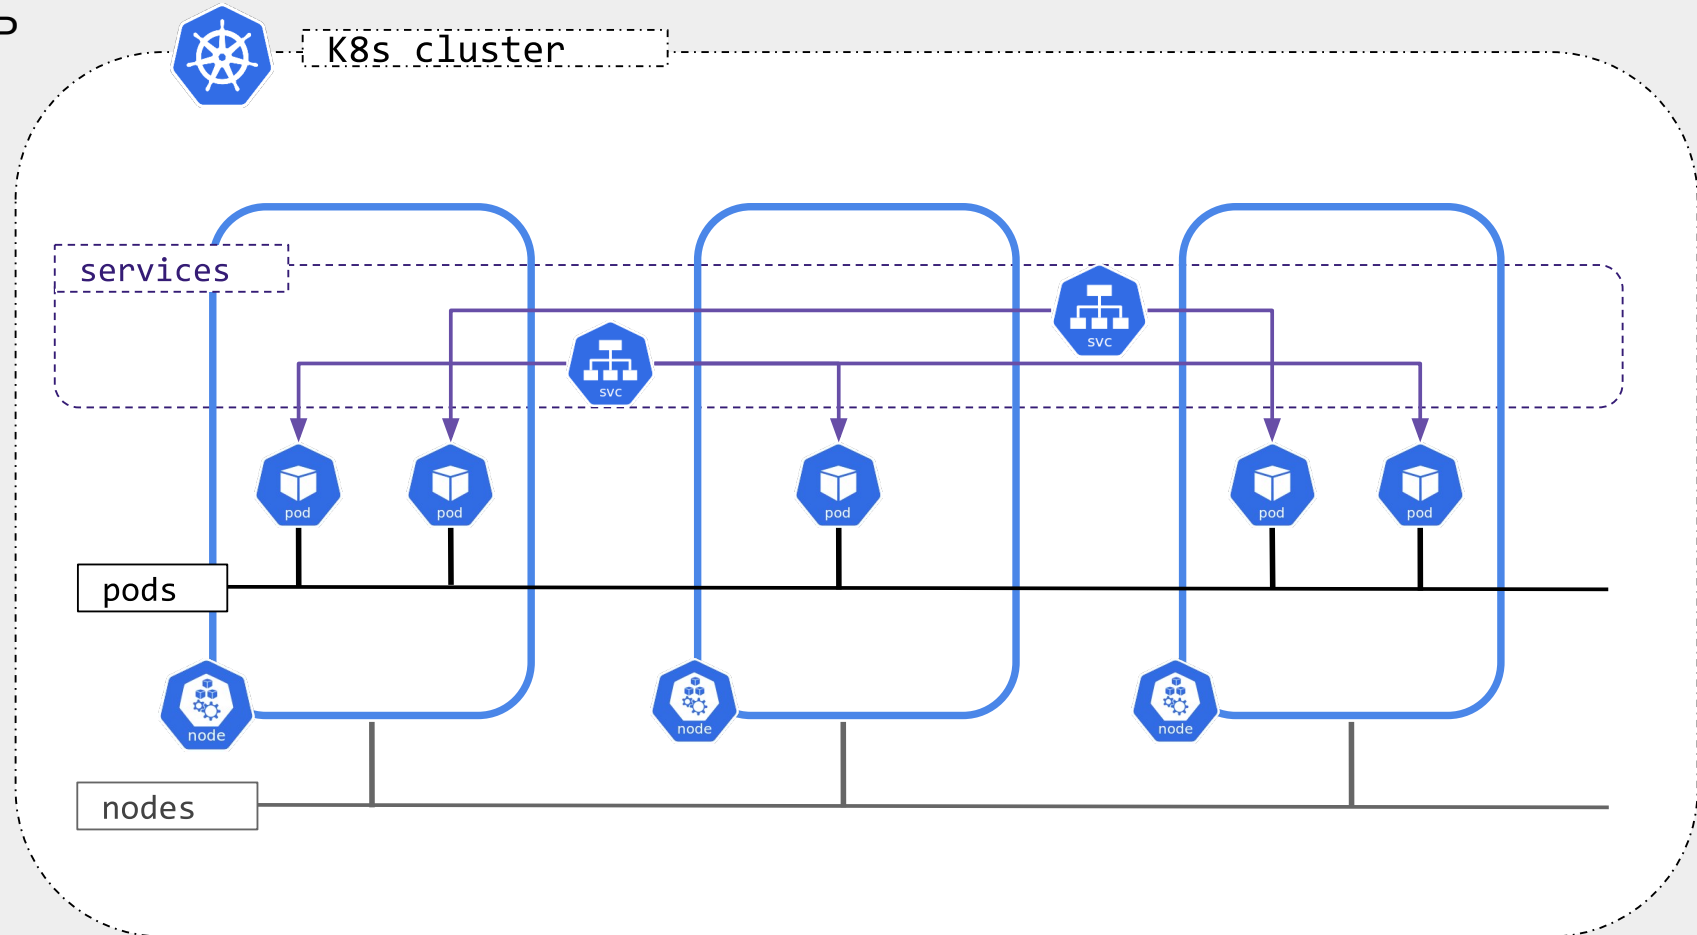 K8s cluster
services
svc
svc
pod
pod
pod
pod
pod
pods
node
node
node
nodes